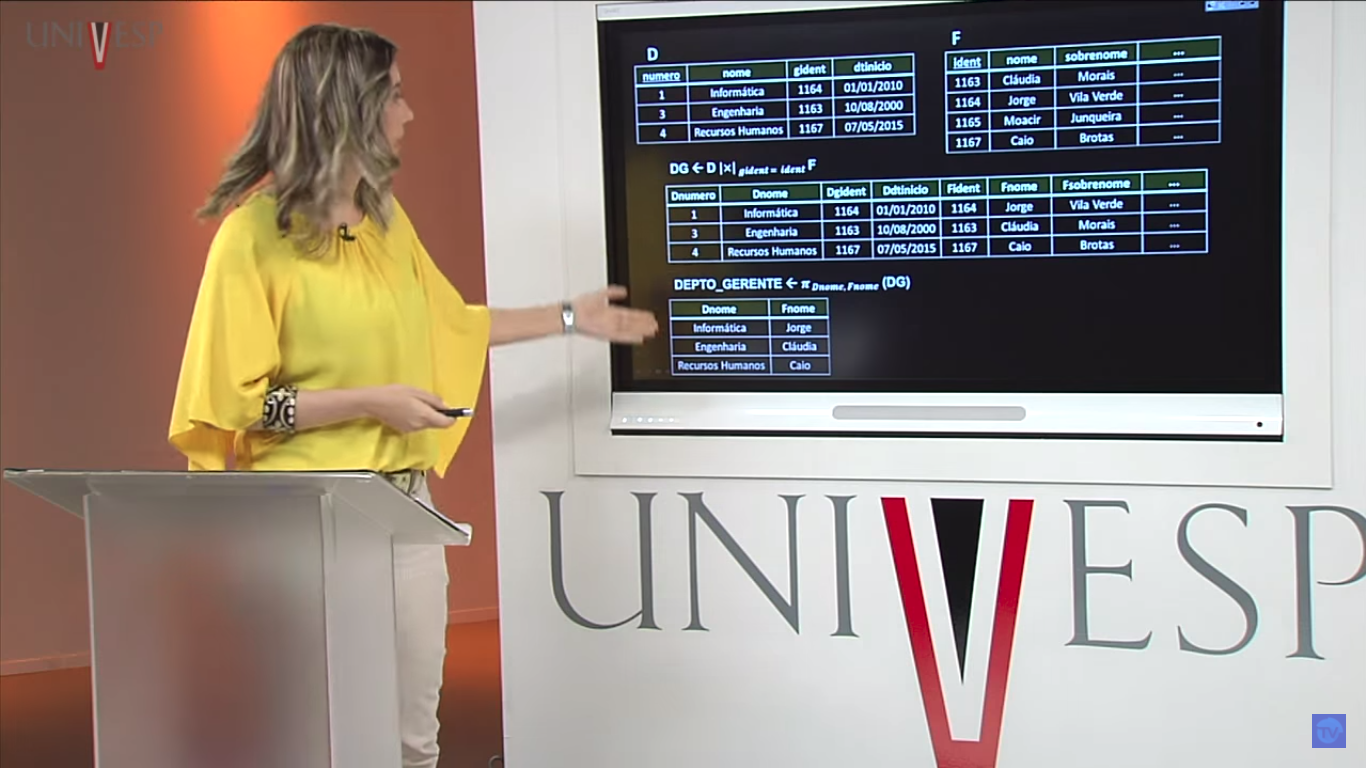 UNIVESP
D
numero nome gident dtinicio
1 Informática 1164 01/01/2010
3 Engenharia 1163 10/08/2000
4 Recursos Humanos 1167 07/05/2015
F
ident nome sobrenome ...
1163 Cláudia Morais ...
1164 Jorge Vila Verde ...
1165 Moacir Junqueira ...
1167 Caio Brotas ...
DG ← D |×| gident = ident F
Dnumero Dnome Dgident Ddtinicio Fident Fnome Fsobrenome ...
1 Informática 1164 01/01/2010 1164 Jorge Vila Verde ...
3 Engenharia 1163 10/08/2000 1163 Cláudia Morais ...
4 Recursos Humanos 1167 07/05/2015 1167 Caio Brotas ...
DEPTO_GERENTE ← π Dnome, Fnome (DG)
Dnome Fnome
Informática Jorge
Engenharia Cláudia
Recursos Humanos Caio
UNIVESP
TV